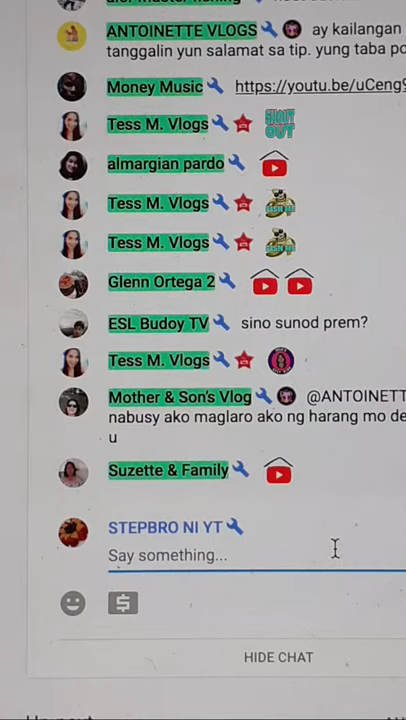 ANTOINETTE VLOGS ay kailangan
tanggalin yun salamat sa tip. yung taba po
Money Music https://youtu.be/uCeng
Tess M. Vlogs SHOUT OUT
almargian pardo
Tess M. Vlogs
Tess M. Vlogs
Glenn Ortega 2
ESL Budoy TV sino sunod prem?
Tess M. Vlogs
Mother & Son's Vlog @ANTOINETT
nabusy ako maglaro ako ng harang mo de
u
Suzette & Family
STEPBRO NI YT
Say something...
HIDE CHAT